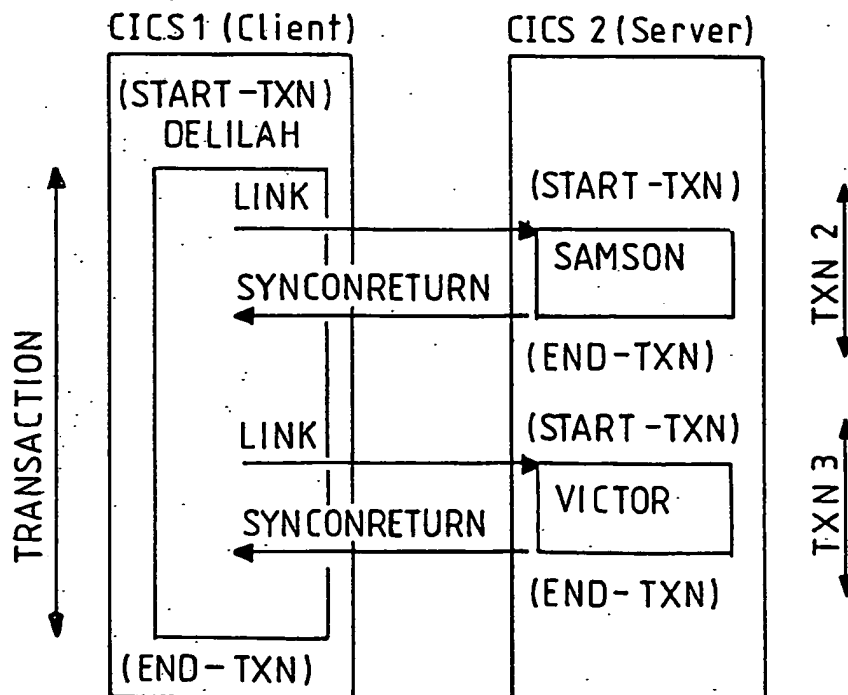 CICS1 (Client)
CICS 2 (Server)
(START-TXN)
DELILAH
LINK
(START-TXN)
SAMSON
SYNCONRETURN
(END-TXN)
TXN 2
TRANSACTION
LINK
(START-TXN)
VICTOR
SYNCONRETURN
(END-TXN)
TXN 3
(END-TXN)